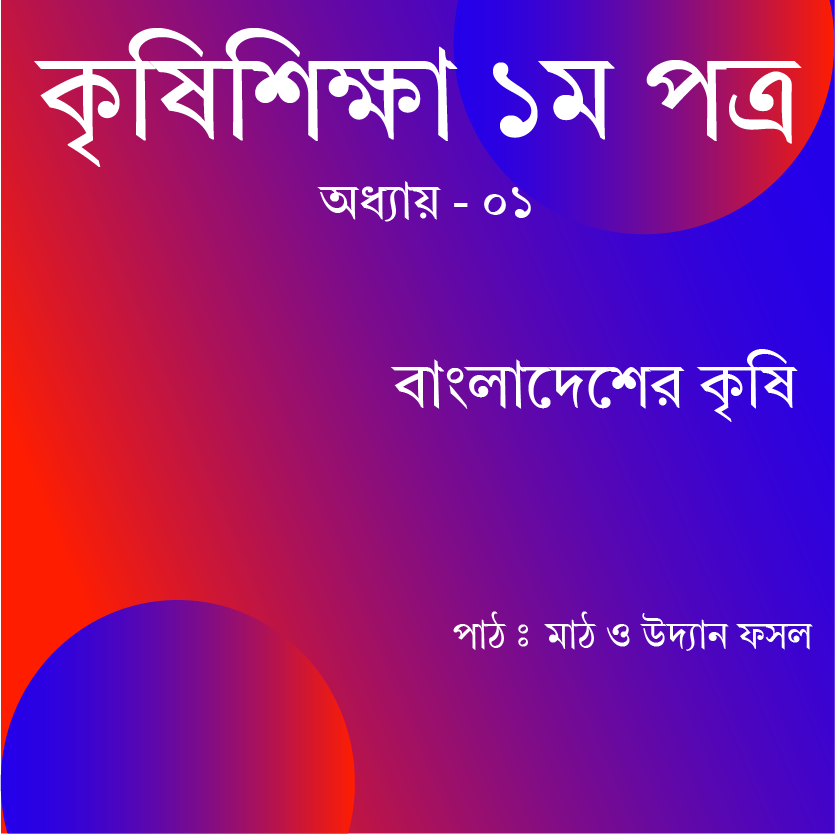 কৃষিশিক্ষা ১ম পত্র
অধ্যায় - ০১
বাংলাদেশের কৃষি
পাঠ ঃ মাঠ ও উদ্যান ফসল